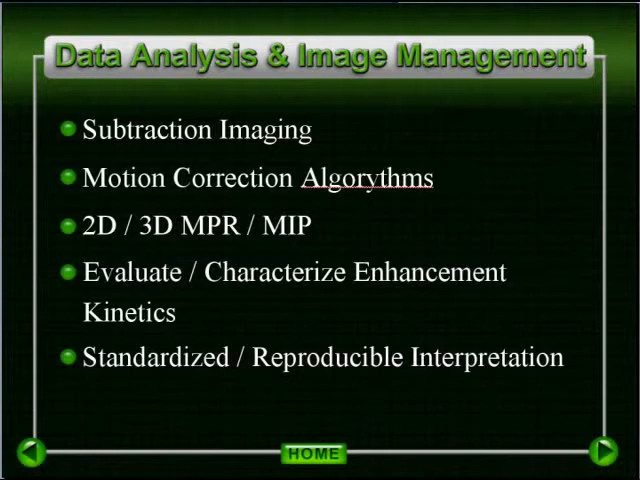 Data Analysis & Image Management
Subtraction Imaging
Motion Correction Algorythms
2D / 3D MPR / MIP
Evaluate / Characterize Enhancement
Kinetics
Standardized / Reproducible Interpretation
HOME